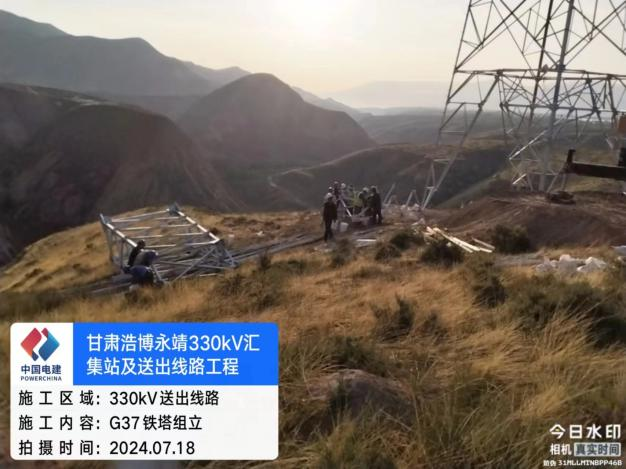 中国电建
POWERCHINA
甘肃浩博永靖330kV汇
集站及送出线路工程
施工区域：330kV送出线路
施工内容：G37铁塔组立
拍摄时间：2024.07.18
今日水印
相机 真实时间
防伪 31MLLMTNBPP46B